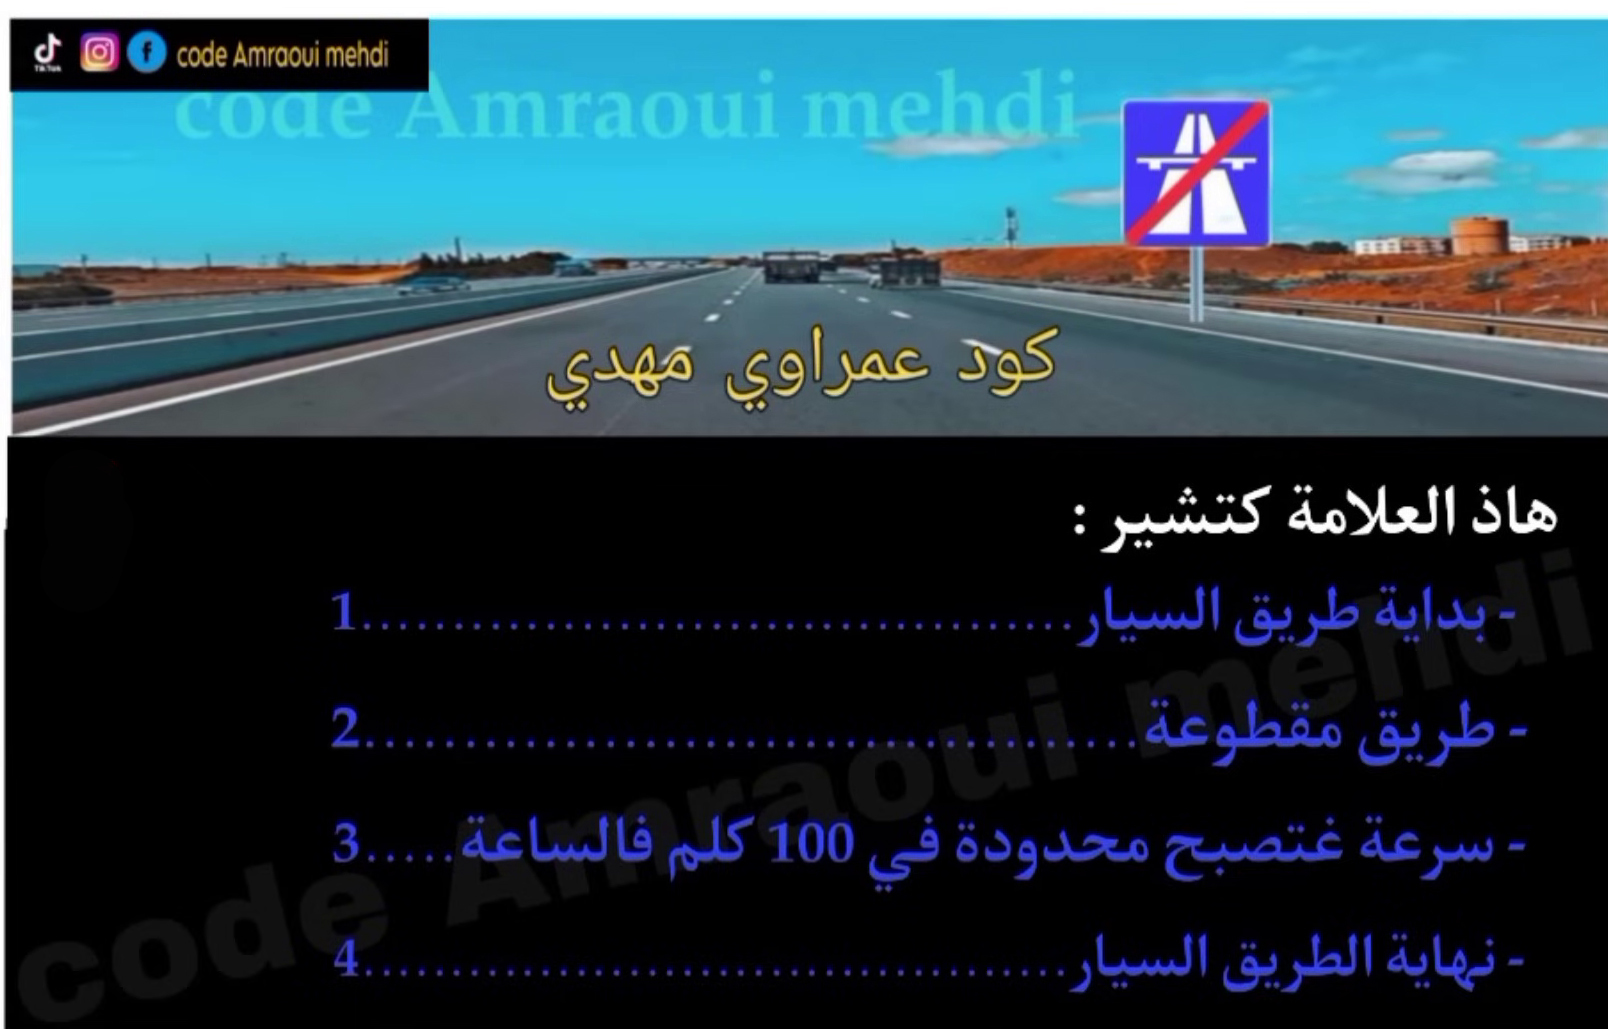 TikTok
code Amraoui mehdi
code Amraoui mehdi
كود عمراوي مهدي
هاذ العلامة كتشير :
- بداية طريق السيار.......................................1
- طريق مقطوعة..........................................2
- سرعة غتصبح محدودة في 100 كلم فالساعة.....3
- نهاية الطريق السيار.......................................4
code Amraoui mehdi